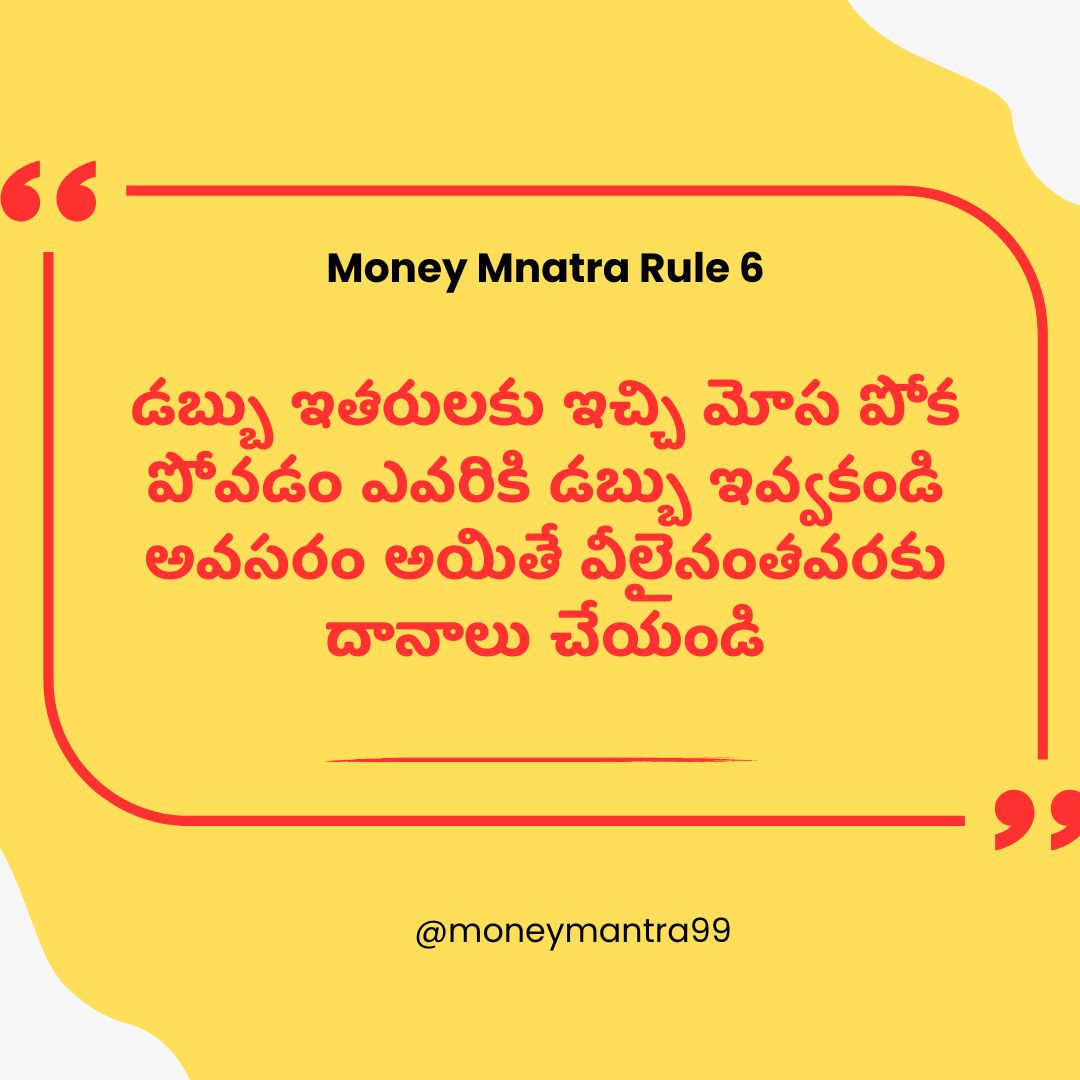 Money Mnatra Rule 6
డబ్బు ఇతరులకు ఇచ్చి మోస పోక
పోవడం ఎవరికి డబ్బు ఇవ్వకండి
అవసరం అయితే వీలైనంతవరకు
దానాలు చేయండి
@moneymantra99